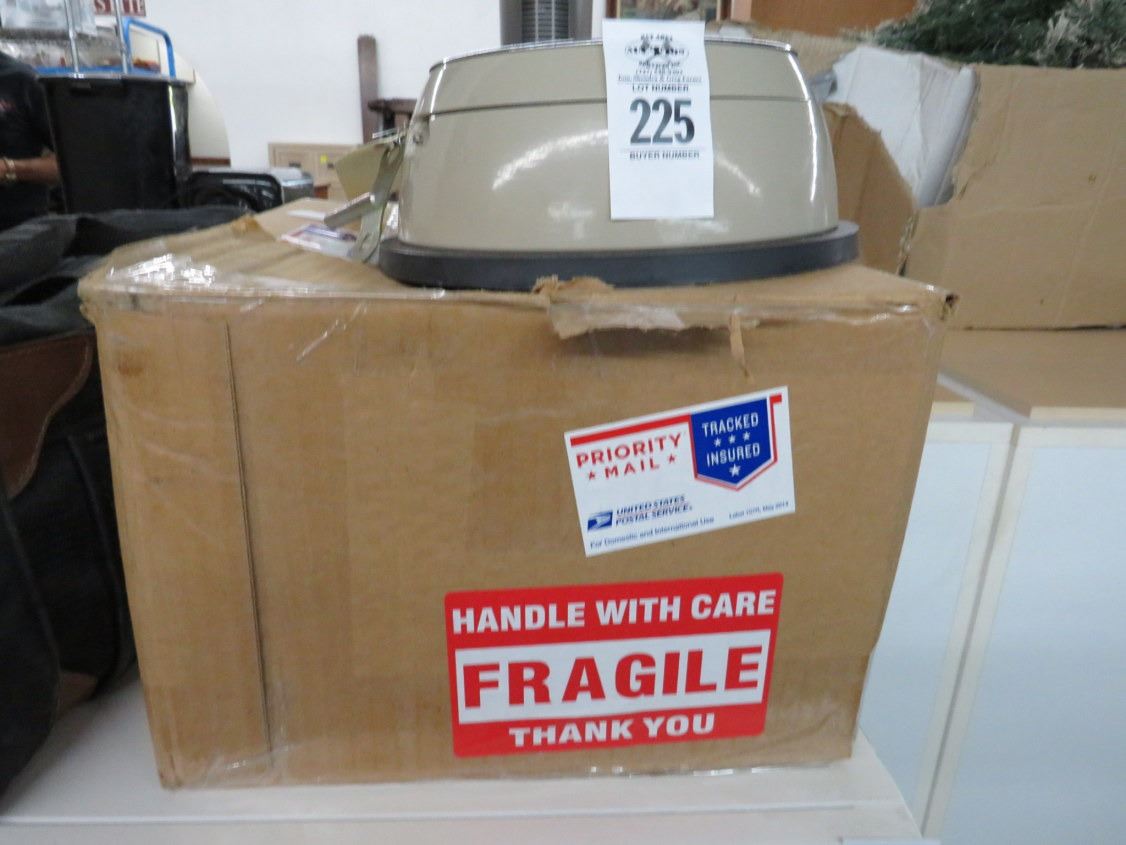 LOT NUMBER
225
BUYER NUMBER
PRIORITY
★ MAIL ★
TRACKED
★ ★ ★
INSURED
★
UNITED STATES
POSTAL SERVICE®
For Domestic and International Use
HANDLE WITH CARE
FRAGILE
THANK YOU